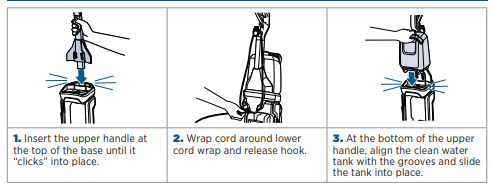 1. Insert the upper handle at
the top of the base until it
“clicks” into place.
2. Wrap cord around lower
cord wrap and release hook.
3. At the bottom of the upper
handle, align the clean water
tank with the grooves and slide
the tank into place.